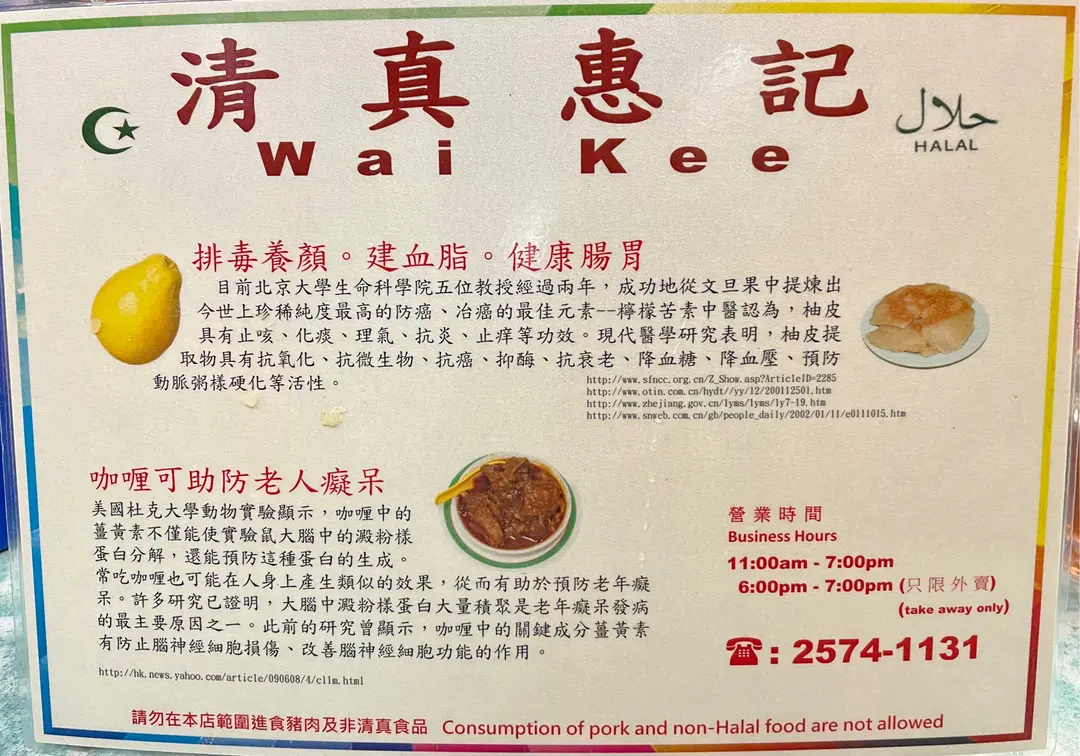 清真惠記
حلال
HALAL
Wai Kee
排毒養顏。建血脂。健康腸胃
目前北京大學生命科學院五位教授經過兩年，成功地從文旦果中提煉出
今世上珍稀純度最高的防癌、冶癌的最佳元素--檸檬苦素中醫認為，柚皮
具有止咳、化痰、理氣、抗炎、止痒等功效。現代醫學研究表明，柚皮提
取物具有抗氧化、抗微生物、抗癌、抑酶、抗衰老、降血糖、降血壓、預防
動脈粥樣硬化等活性。
http://www.sfncc.org.cn/Z_Show.asp?ArticleID=2285
http://www.otin.com.cn/hydt//yy/12/200112501.htm
http://www.zhejiang.gov.cn/lyms/lyms/ly7-19.htm
http://www.snweb.com.cn/gb/people_daily/2002/01/11/e0111015.htm
咖喱可助防老人癡呆
美國杜克大學動物實驗顯示，咖喱中的
薑黃素不僅能使實驗鼠大腦中的澱粉樣
蛋白分解，還能預防這種蛋白的生成。
常吃咖喱也可能在人身上產生類似的效果，從而有助於預防老年癡
呆。許多研究已證明，大腦中澱粉樣蛋白大量積聚是老年癡呆發病
的最主要原因之一。此前的研究曾顯示，咖喱中的關鍵成分薑黃素
有防止腦神經細胞損傷、改善腦神經細胞功能的作用。
http://hk.news.yahoo.com/article/090608/4/cllm.html
營業時間
Business Hours
11:00am - 7:00pm
6:00pm - 7:00pm (只限外賣)
(take away only)
☎: 2574-1131
請勿在本店範圍進食豬肉及非清真食品 Consumption of pork and non-Halal food are not allowed